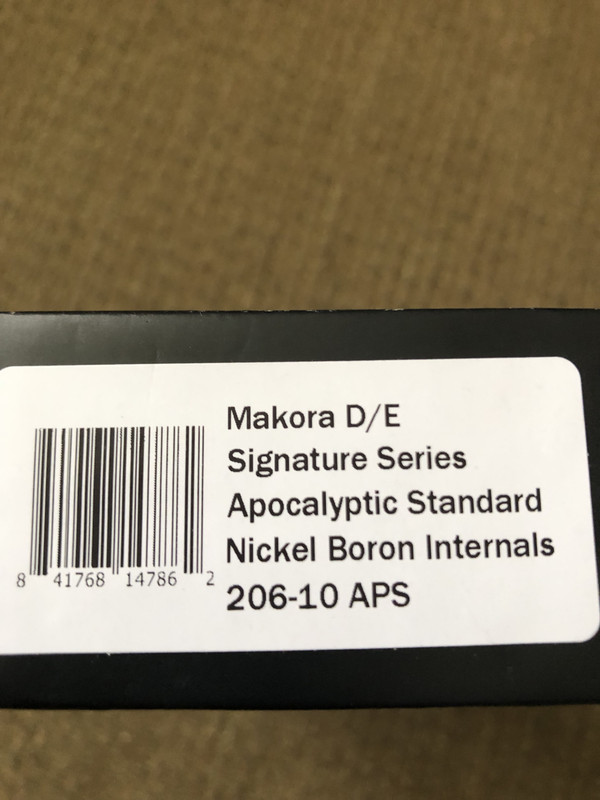 Makora D/E
Signature Series
Apocalyptic Standard
Nickel Boron Internals
206-10 APS
8 41768 14786 2